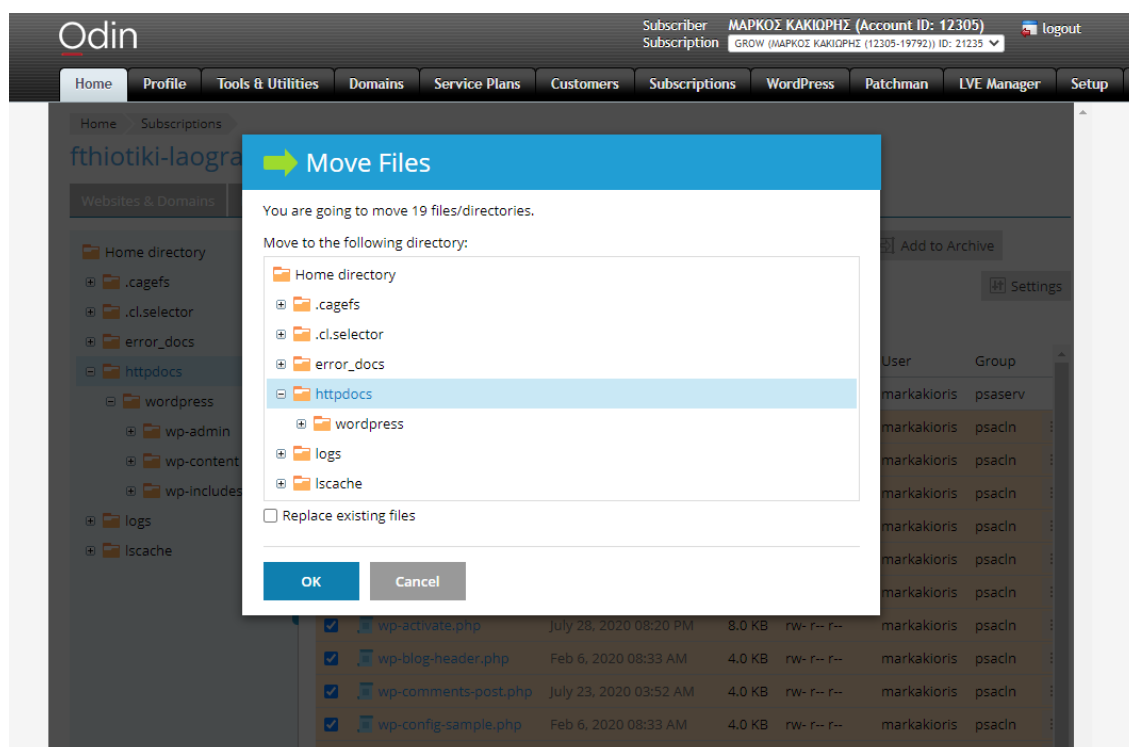 Odin
Subscriber ΜΑΡΚΟΣ ΚΑΚΙΩΡΗΣ (Account ID: 12305) logout
Subscription GROW (ΜΑΡΚΟΣ ΚΑΚΙΩΡΗΣ (12305-19792)) ID: 21235
Home Profile Tools & Utilities Domains Service Plans Customers Subscriptions WordPress Patchman LVE Manager Setup
Home Subscriptions
fthiotiki-laogra
Websites & Domains
Move Files
You are going to move 19 files/directories.
Move to the following directory:
Home directory
.cagefs
.cl.selector
error_docs
httpdocs
wordpress
logs
lscache
Replace existing files
OK Cancel
Home directory
.cagefs
.cl.selector
error_docs
httpdocs
wordpress
wp-admin
wp-content
wp-includes
logs
lscache
Add to Archive
Settings
User Group
markakioris psaserv
markakioris psacln
markakioris psacln
markakioris psacln
markakioris psacln
markakioris psacln
markakioris psacln
wp-activate.php July 28, 2020 08:20 PM 8.0 KB rw- r-- r-- markakioris psacln
wp-blog-header.php Feb 6, 2020 08:33 AM 4.0 KB rw- r-- r-- markakioris psacln
wp-comments-post.php July 23, 2020 03:52 AM 4.0 KB rw- r-- r-- markakioris psacln
wp-config-sample.php Feb 6, 2020 08:33 AM 4.0 KB rw- r-- r-- markakioris psacln